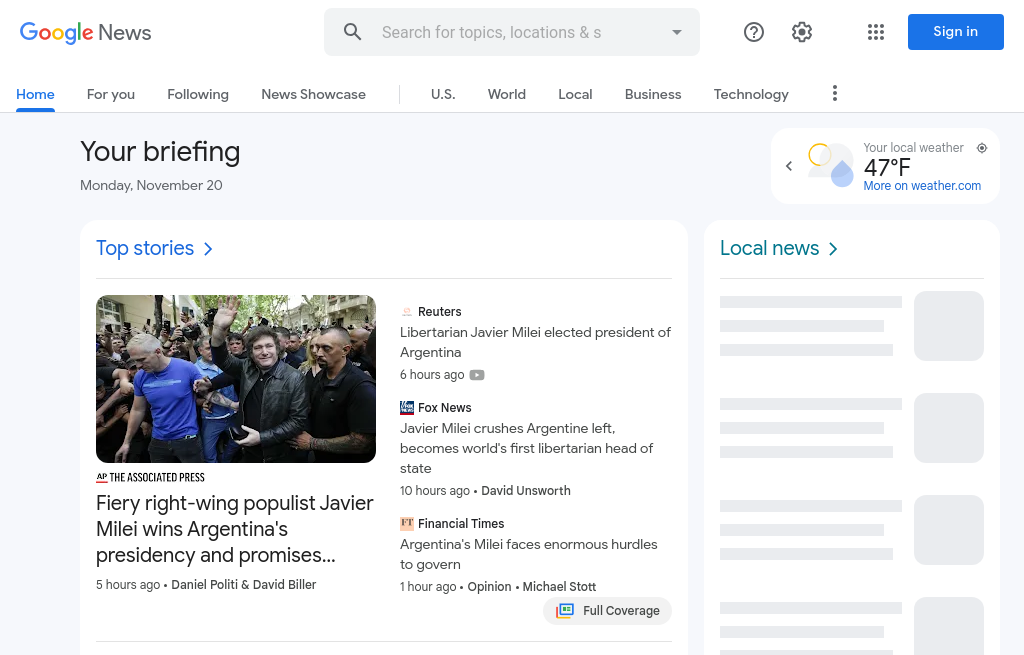 Google News
Search for topics, locations & s
Sign in
Home
For you
Following
News Showcase
U.S.
World
Local
Business
Technology
Your briefing
Monday, November 20
Your local weather
47°F
More on weather.com
Top stories
Local news
AP THE ASSOCIATED PRESS
Fiery right-wing populist Javier
Milei wins Argentina's
presidency and promises...
5 hours ago • Daniel Politi & David Biller
Reuters
Libertarian Javier Milei elected president of
Argentina
6 hours ago
FOX NEWS Fox News
Javier Milei crushes Argentine left,
becomes world's first libertarian head of
state
10 hours ago • David Unsworth
FT Financial Times
Argentina's Milei faces enormous hurdles
to govern
1 hour ago • Opinion • Michael Stott
Full Coverage